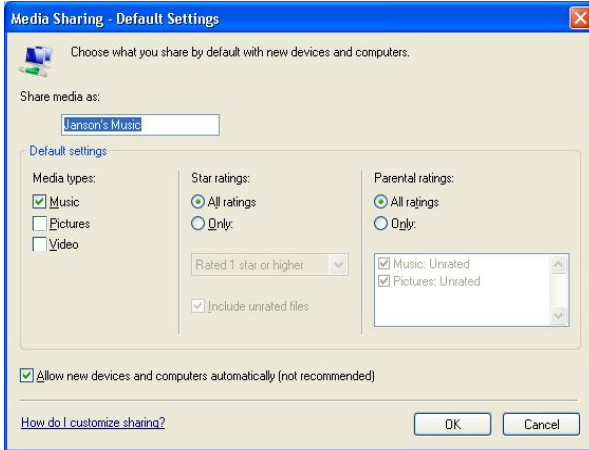 Media Sharing - Default Settings
Choose what you share by default with new devices and computers.
Share media as:
Janson's Music
Default settings
Media types:
Music
Pictures
Video
Star ratings:
All ratings
Only:
Rated 1 star or higher
Include unrated files
Parental ratings:
All ratings
Only:
Music: Unrated
Pictures: Unrated
Allow new devices and computers automatically (not recommended)
How do I customize sharing?
OK
Cancel